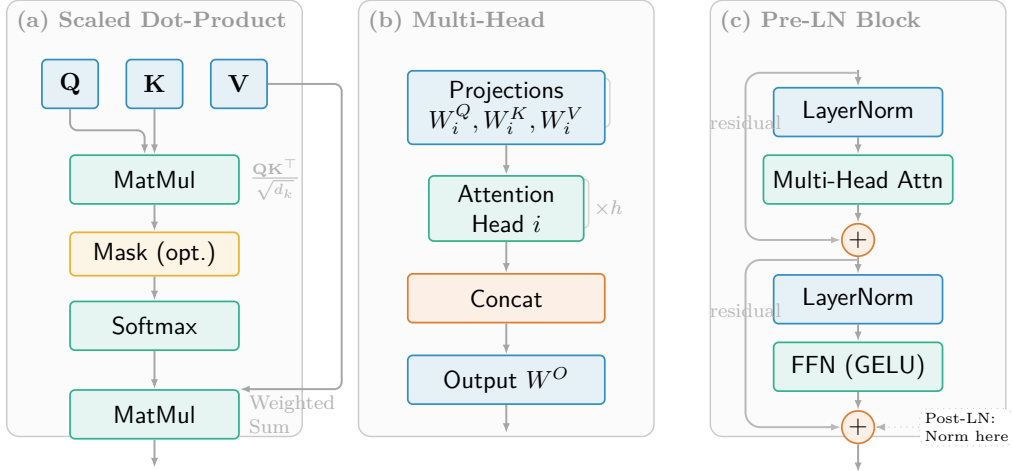 (a) Scaled Dot-Product
Q
K
V
MatMul
QK⊤
√dk
Mask (opt.)
Softmax
MatMul
Weighted
Sum
(b) Multi-Head
Projections
W_i^Q, W_i^K, W_i^V
Attention
Head i
×h
Concat
Output W^O
(c) Pre-LN Block
LayerNorm
residual
Multi-Head Attn
+
LayerNorm
residual
FFN (GELU)
+
Post-LN:
Norm here